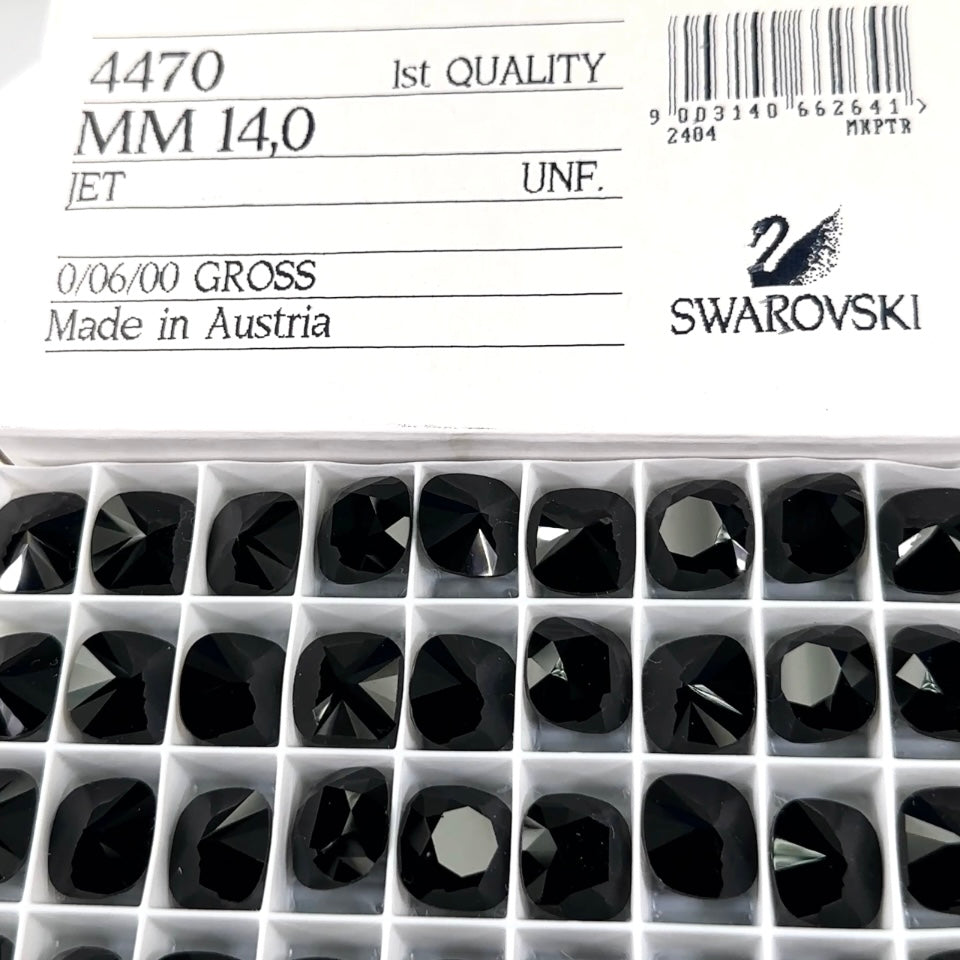 4470 1st QUALITY
MM 14,0
JET UNF.
0/06/00 GROSS
Made in Austria
9 003140 662641 >
2404 MKPTR
SWAROVSKI